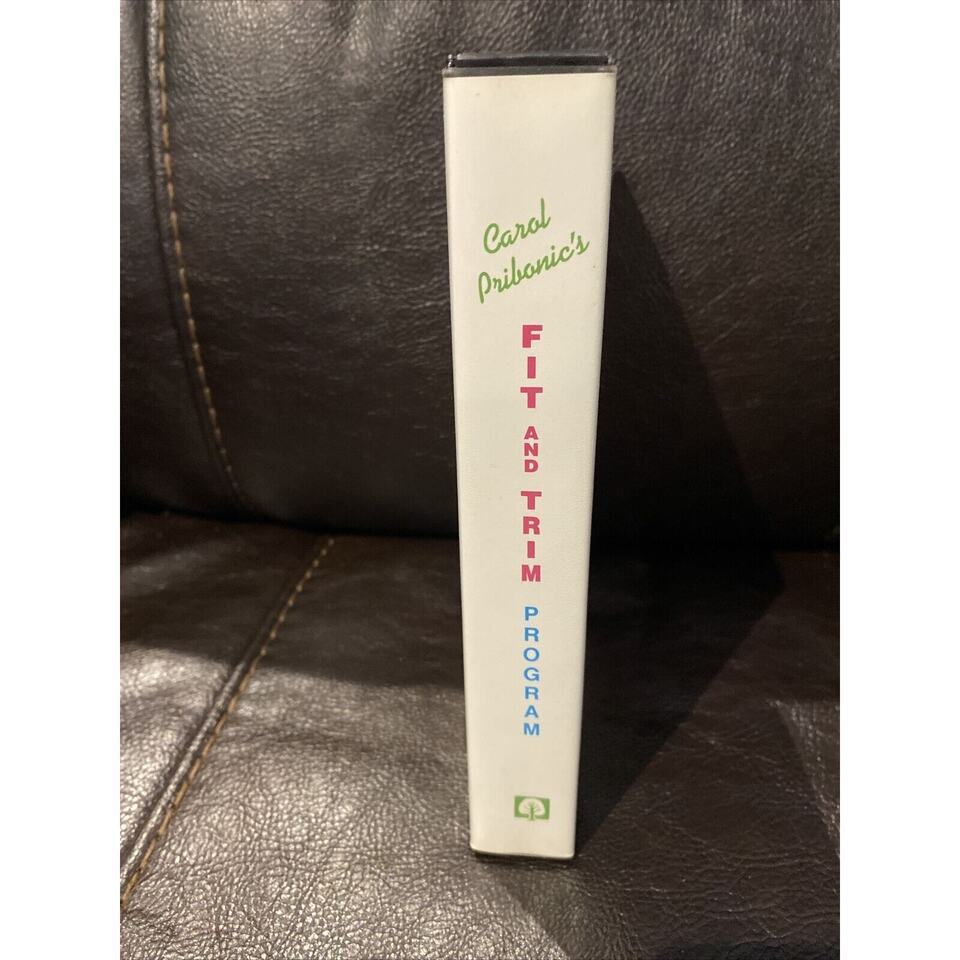 Carol
Pribonic's
FIT AND TRIM PROGRAM